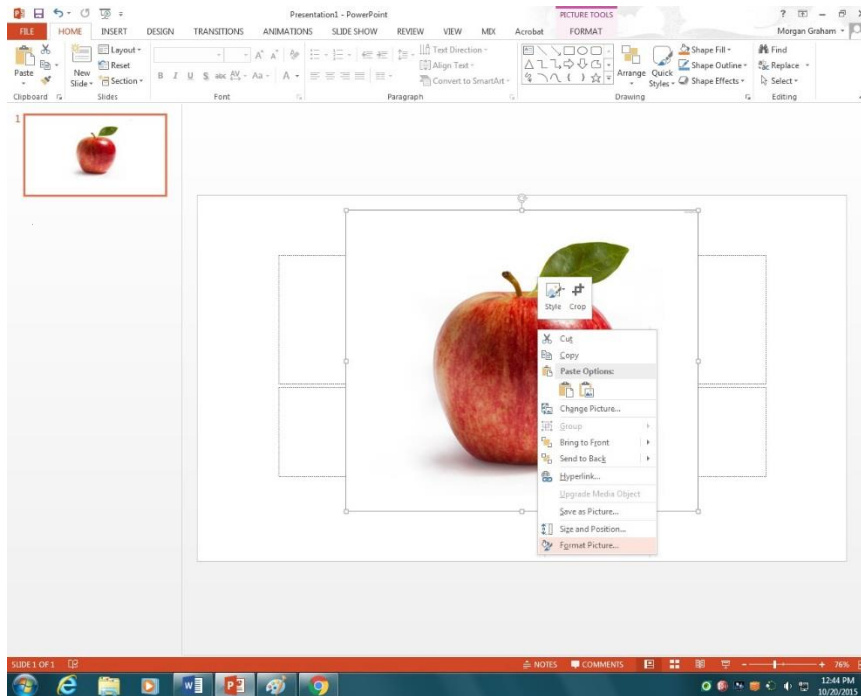 Presentation1 - PowerPoint
PICTURE TOOLS
FILE HOME INSERT DESIGN TRANSITIONS ANIMATIONS SLIDE SHOW REVIEW VIEW MIX Acrobat FORMAT Morgan Graham
Paste
New Slide
Layout
Reset
Section
B I U S abc AV Aa A
Text Direction
Align Text
Convert to SmartArt
Arrange
Quick Styles
Shape Fill
Shape Outline
Shape Effects
Find
Replace
Select
Clipboard Slides Font Paragraph Drawing Editing
1
Style Crop
Cut
Copy
Paste Options:
Change Picture...
Group
Bring to Front
Send to Back
Hyperlink...
Upgrade Media Object
Save as Picture...
Size and Position...
Format Picture...
SLIDE 1 OF 1 NOTES COMMENTS 76%
12:44 PM
10/20/2015